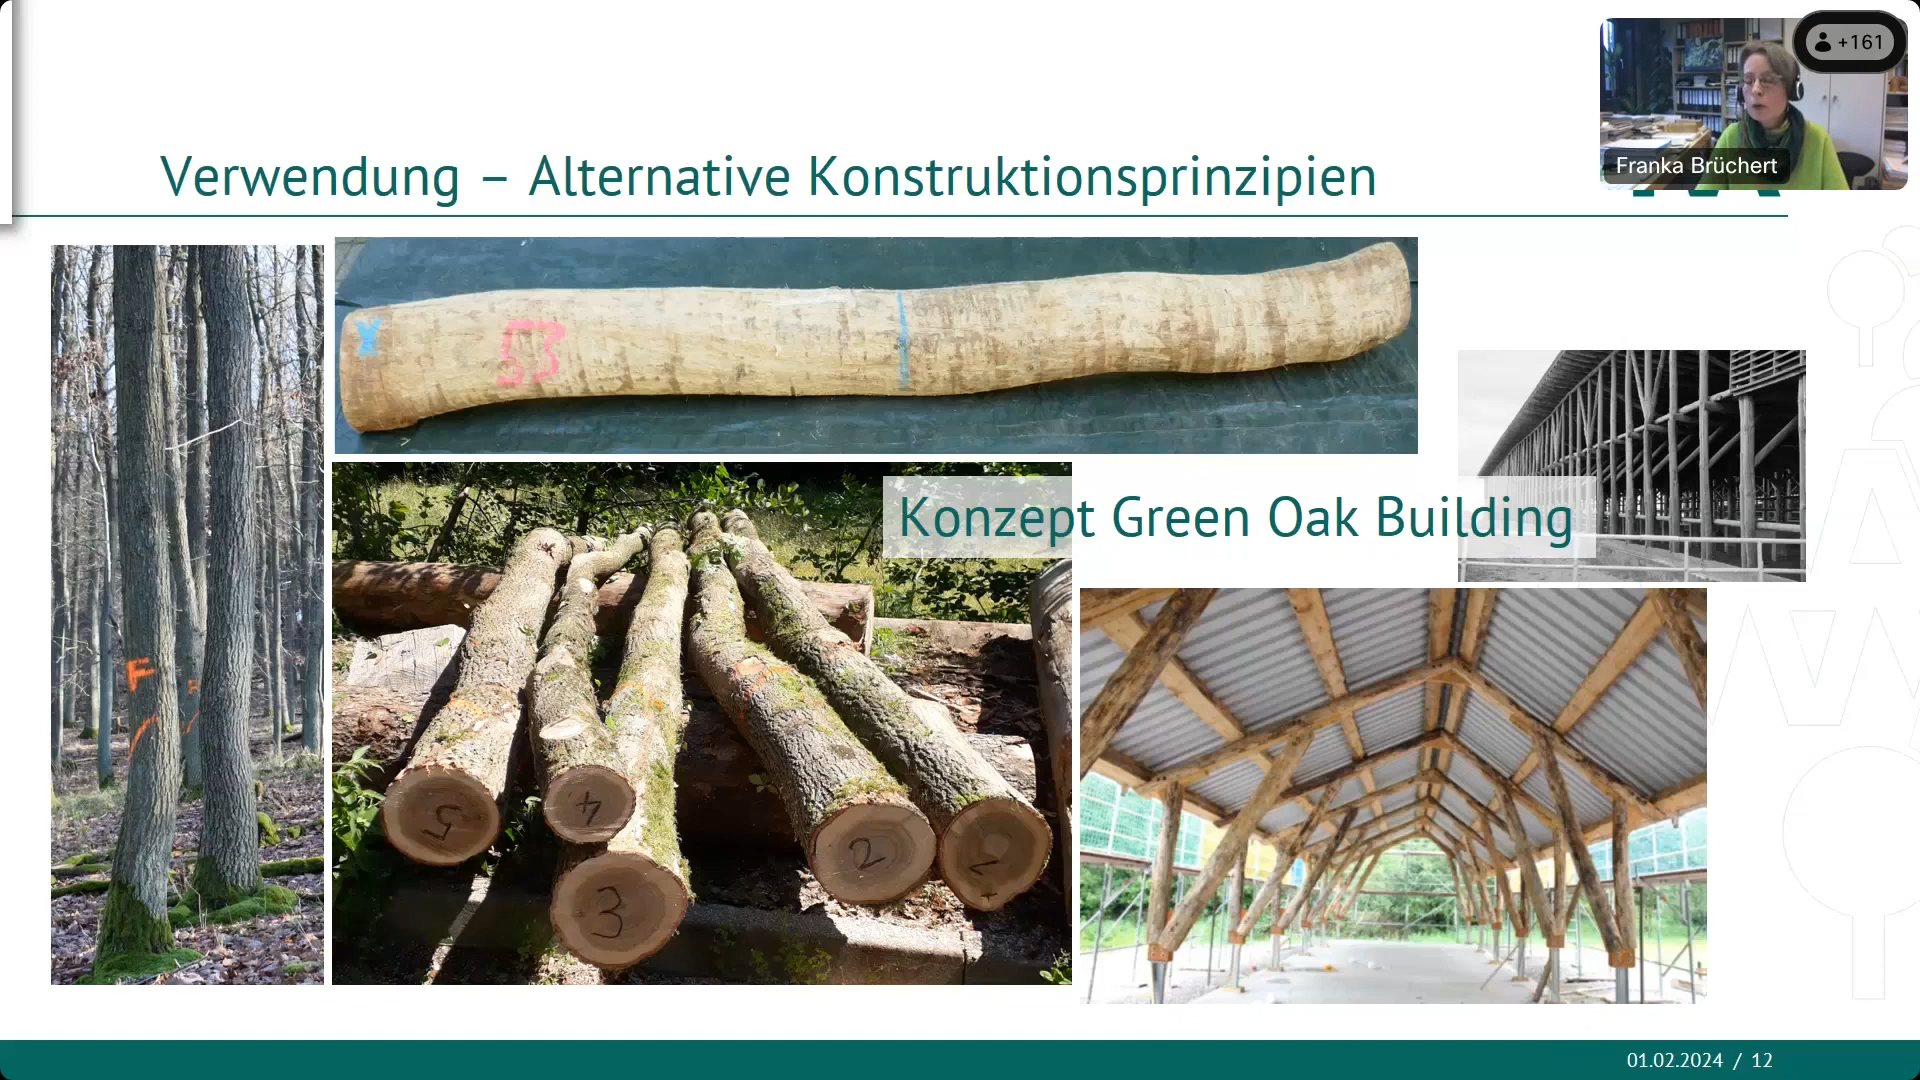 +161
Franka Brüchert
Verwendung – Alternative Konstruktionsprinzipien
X
53
Konzept Green Oak Building
F
5
4
3
2
1
01.02.2024 / 12